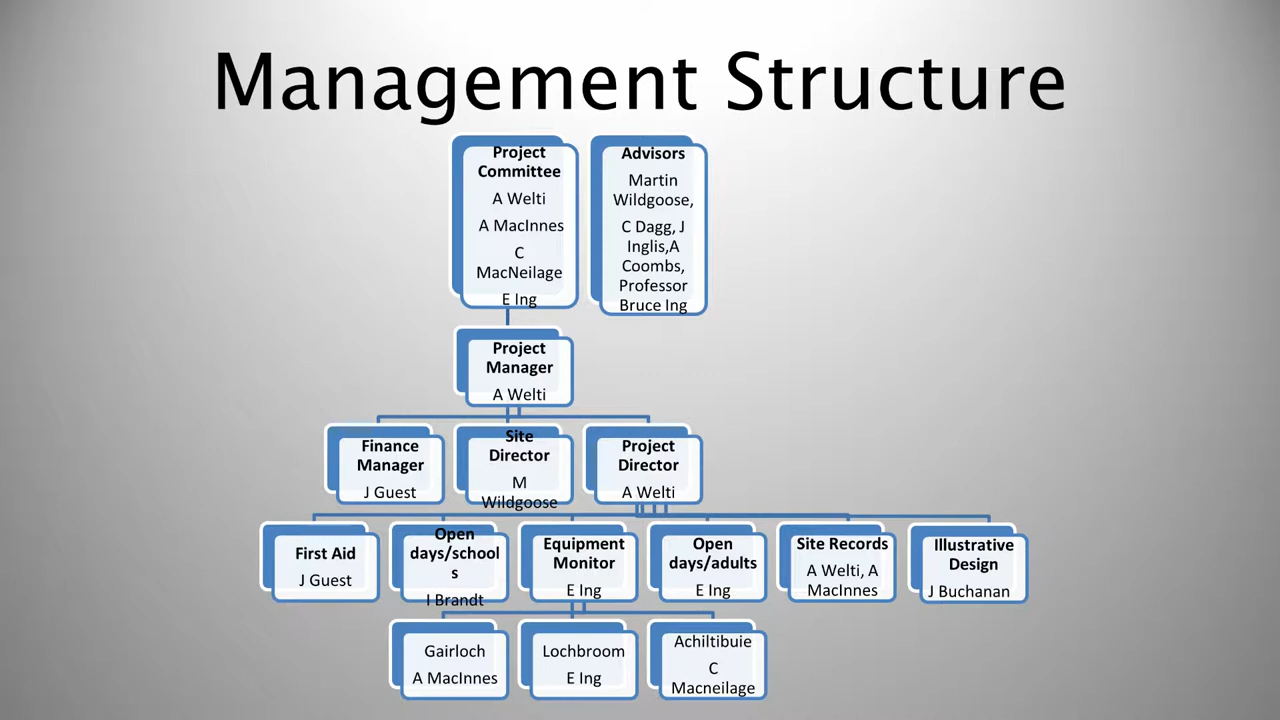 Management Structure
Project
Committee
A Welti
A MacInnes
C
MacNeilage
E Ing
Advisors
Martin
Wildgoose,
C Dagg, J
Inglis,A
Coombs,
Professor
Bruce Ing
Project
Manager
A Welti
Finance
Manager
J Guest
Site
Director
M
Wildgoose
Project
Director
A Welti
First Aid
J Guest
Open
days/school
s
I Brandt
Equipment
Monitor
E Ing
Open
days/adults
E Ing
Site Records
A Welti, A
MacInnes
Illustrative
Design
J Buchanan
Gairloch
A MacInnes
Lochbroom
E Ing
Achiltibuie
C
Macneilage